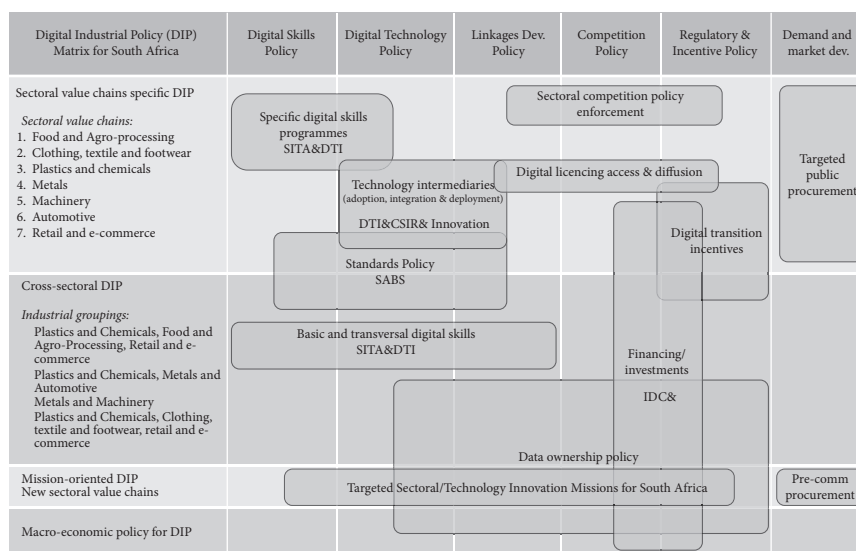 Digital Industrial Policy (DIP)
Matrix for South Africa
Digital Skills
Policy
Digital Technology
Policy
Linkages Dev.
Policy
Competition
Policy
Regulatory &
Incentive Policy
Demand and
market dev.
Sectoral value chains specific DIP
Sectoral value chains:
1. Food and Agro-processing
2. Clothing, textile and footwear
3. Plastics and chemicals
4. Metals
5. Machinery
6. Automotive
7. Retail and e-commerce
Specific digital skills
programmes
SITA&DTI
Sectoral competition policy
enforcement
Technology intermediaries
(adoption, integration & deployment)
DTI&CSIR& Innovation
Digital licencing access & diffusion
Targeted
public
procurement
Digital transition
incentives
Standards Policy
SABS
Cross-sectoral DIP
Industrial groupings:
Plastics and Chemicals, Food and
Agro-Processing, Retail and e-
commerce
Plastics and Chemicals, Metals and
Automotive
Metals and Machinery
Plastics and Chemicals, Clothing,
textile and footwear, retail and e-
commerce
Basic and transversal digital skills
SITA&DTI
Financing/
investments
IDC&
Data ownership policy
Mission-oriented DIP
New sectoral value chains
Targeted Sectoral/Technology Innovation Missions for South Africa
Pre-comm
procurement
Macro-economic policy for DIP